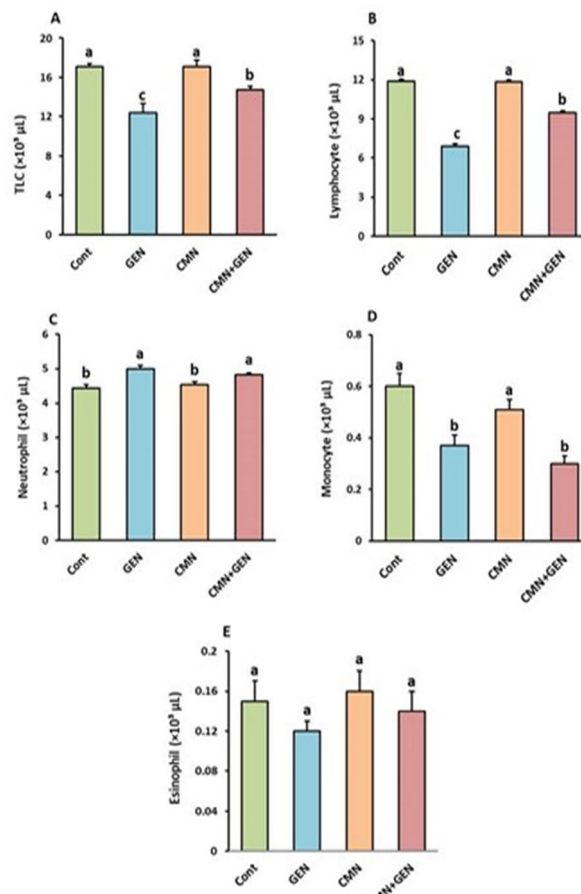 A
TLC (×10³ µL)
20
16
12
8
4
0
a
c
a
b
Cont
GEN
CMN
CMN+GEN
B
Lymphocyte (×10³ µL)
15
12
9
6
3
0
a
c
a
b
Cont
GEN
CMN
CMN+GEN
C
Neutrophil (×10³ µL)
6
5
4
3
2
1
0
b
a
b
a
Cont
GEN
CMN
CMN+GEN
D
Monocyte (×10³ µL)
0.8
0.6
0.4
0.2
0
a
b
a
b
Cont
GEN
CMN
CMN+GEN
E
Esinophil (×10³ µL)
0.2
0.16
0.12
0.08
0.04
0
a
a
a
a
Cont
GEN
CMN
MN+GEN